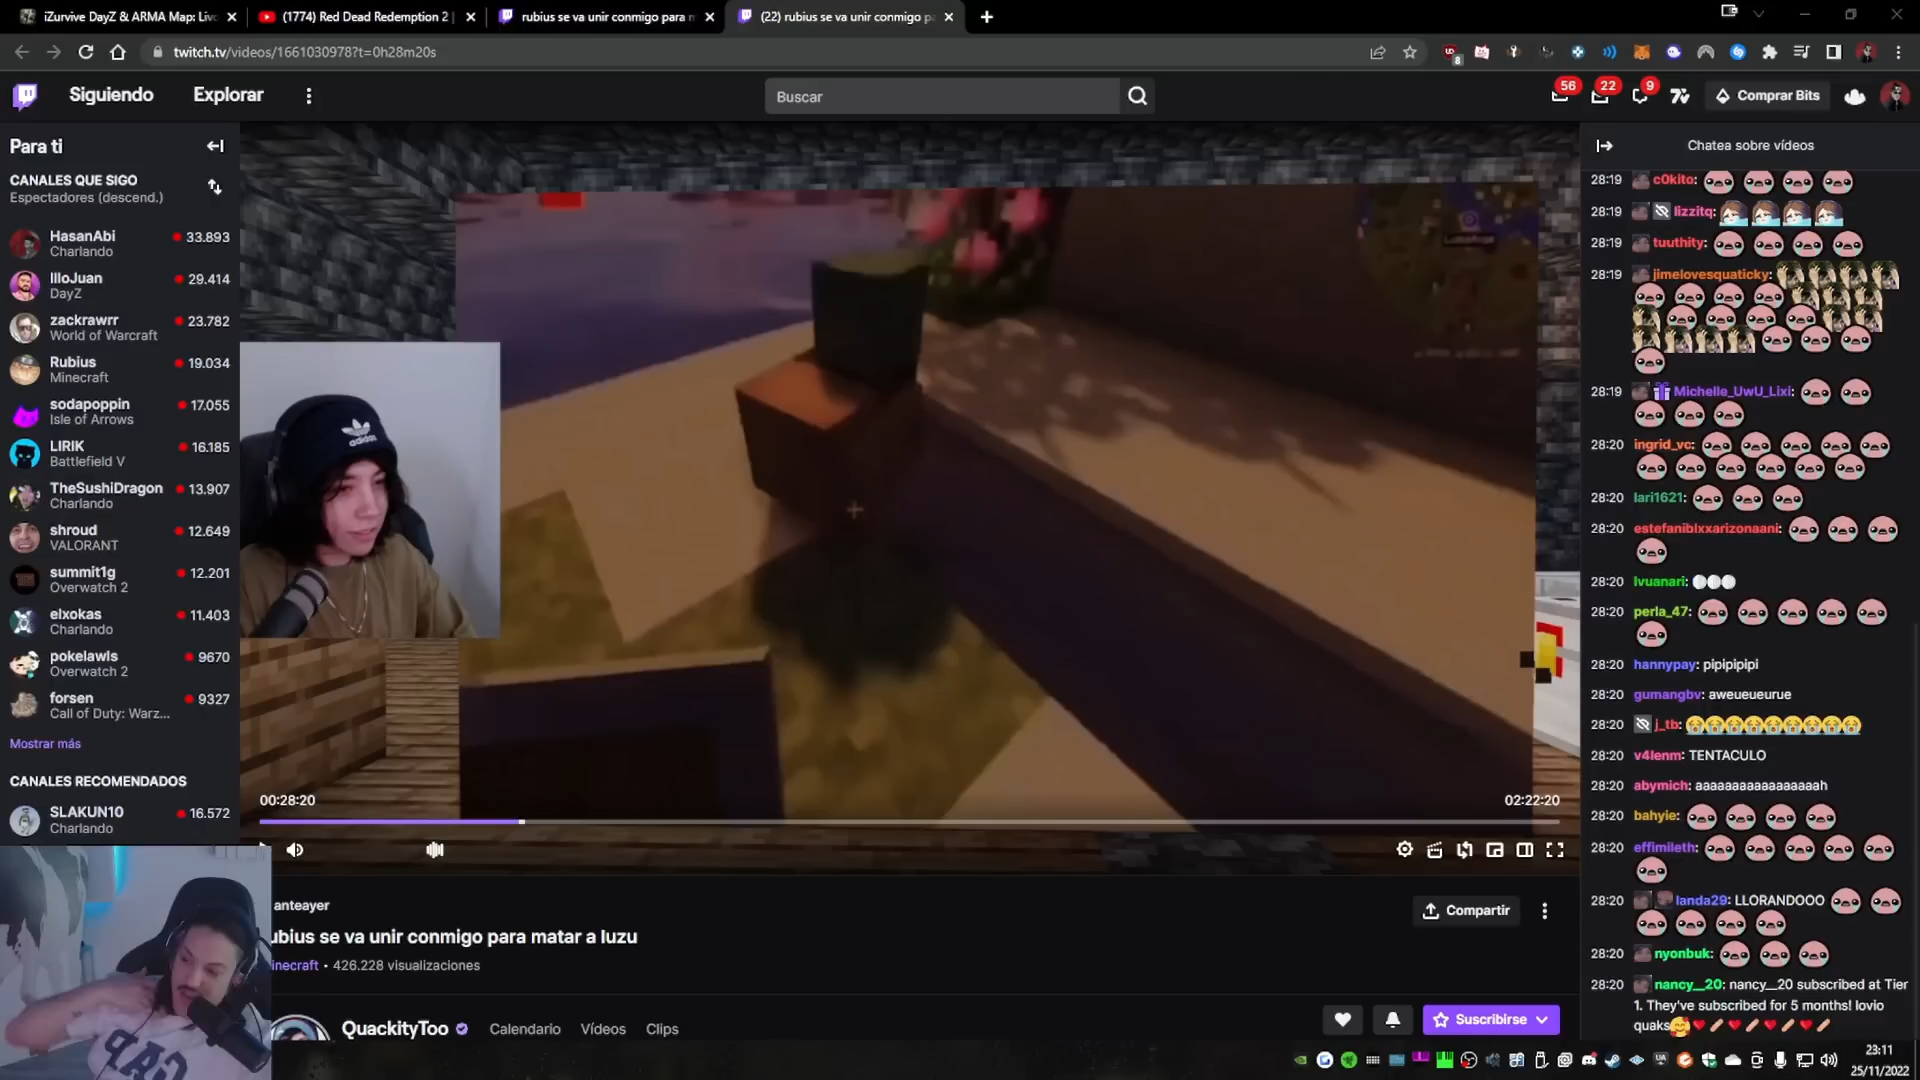 iZurvive DayZ & ARMA Map: Liv
(1774) Red Dead Redemption 2 |
rubius se va unir conmigo para m
(22) rubius se va unir conmigo pa
twitch.tv/videos/1661030978?t=0h28m20s
8
Siguiendo
Explorar
Buscar
56
22
9
Comprar Bits
Para ti
CANALES QUE SIGO
Espectadores (descend.)
HasanAbi
33.893
Charlando
IlloJuan
29.414
DayZ
zackrawrr
23.782
World of Warcraft
Rubius
19.034
Minecraft
sodapoppin
17.055
Isle of Arrows
LIRIK
16.185
Battlefield V
TheSushiDragon
13.907
Charlando
shroud
12.649
VALORANT
summit1g
12.201
Overwatch 2
elxokas
11.403
Charlando
pokelawls
9670
Overwatch 2
forsen
9327
Call of Duty: Warz...
Mostrar más
CANALES RECOMENDADOS
SLAKUN10
16.572
Charlando
adidas
00:28:20
02:22:20
anteayer
ubius se va unir conmigo para matar a luzu
inecraft • 426.228 visualizaciones
Compartir
QuackityToo
Calendario
Vídeos
Clips
Suscribirse
GAP
Chatea sobre vídeos
28:19 c0kito:
28:19 lizzitq:
28:19 tuuthity:
28:19 jimelovesquaticky:
28:19 Michelle_UwU_Lixi:
28:20 ingrid_vc:
28:20 lari1621:
28:20 estefaniblxxarizonaani:
28:20 lvuanari:
28:20 perla_47:
28:20 hannypay: pipipipipi
28:20 gumangbv: aweueueurue
28:20 j_tb: 😭😭😭😭😭😭😭😭😭
28:20 v4lenm: TENTACULO
28:20 abymich: aaaaaaaaaaaaaaaaah
28:20 bahyie:
28:20 effimileth:
28:20 landa29: LLORANDOOO
28:20 nyonbuk:
28:20 nancy__20: nancy__20 subscribed at Tier
1. They've subscribed for 5 months! lovio
quaks
23:11
25/11/2022